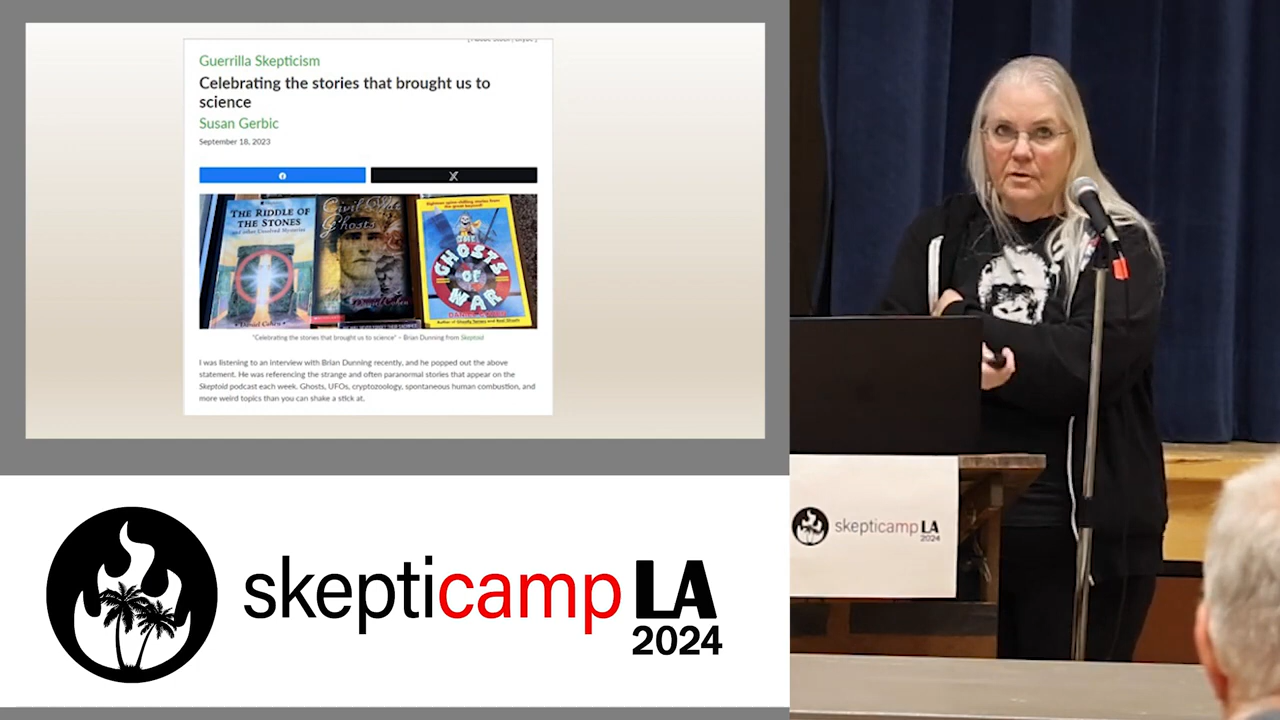 Guerrilla Skepticism
Celebrating the stories that brought us to
science
Susan Gerbic
September 18, 2023
THE RIDDLE OF
THE STONES
and other Unsolved Mysteries
Daniel Cohen
Civil War
Ghosts
Daniel Cohen
THE
GHOSTS
OF
WAR
"Celebrating the stories that brought us to science" – Brian Dunning from Skeptoid
I was listening to an interview with Brian Dunning recently, and he popped out the above
statement. He was referencing the strange and often paranormal stories that appear on the
Skeptoid podcast each week. Ghosts, UFOs, cryptozoology, spontaneous human combustion, and
more weird topics than you can shake a stick at.
skepticamp LA
2024
skepticamp LA
2024